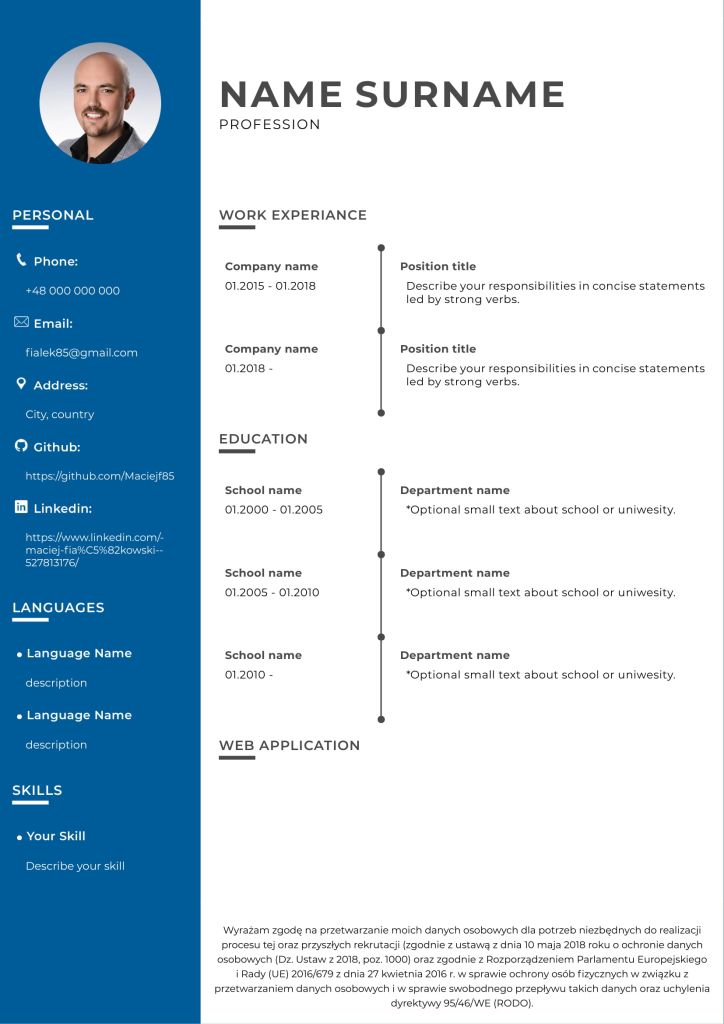 NAME SURNAME
PROFESSION
PERSONAL
Phone:
+48 000 000 000
Email:
fialek85@gmail.com
Address:
City, country
Github:
https://github.com/Maciejf85
Linkedin:
https://www.linkedin.com/-
maciej-fia%C5%82kowski--
527813176/
LANGUAGES
• Language Name
description
• Language Name
description
SKILLS
• Your Skill
Describe your skill
WORK EXPERIANCE
Company name
01.2015 - 01.2018
Position title
Describe your responsibilities in concise statements
led by strong verbs.
Company name
01.2018 -
Position title
Describe your responsibilities in concise statements
led by strong verbs.
EDUCATION
School name
01.2000 - 01.2005
Department name
*Optional small text about school or uniwesity.
School name
01.2005 - 01.2010
Department name
*Optional small text about school or uniwesity.
School name
01.2010 -
Department name
*Optional small text about school or uniwesity.
WEB APPLICATION
Wyrażam zgodę na przetwarzanie moich danych osobowych dla potrzeb niezbędnych do realizacji
procesu tej oraz przyszłych rekrutacji (zgodnie z ustawą z dnia 10 maja 2018 roku o ochronie danych
osobowych (Dz. Ustaw z 2018, poz. 1000) oraz zgodnie z Rozporządzeniem Parlamentu Europejskiego
i Rady (UE) 2016/679 z dnia 27 kwietnia 2016 r. w sprawie ochrony osób fizycznych w związku z
przetwarzaniem danych osobowych i w sprawie swobodnego przepływu takich danych oraz uchylenia
dyrektywy 95/46/WE (RODO).